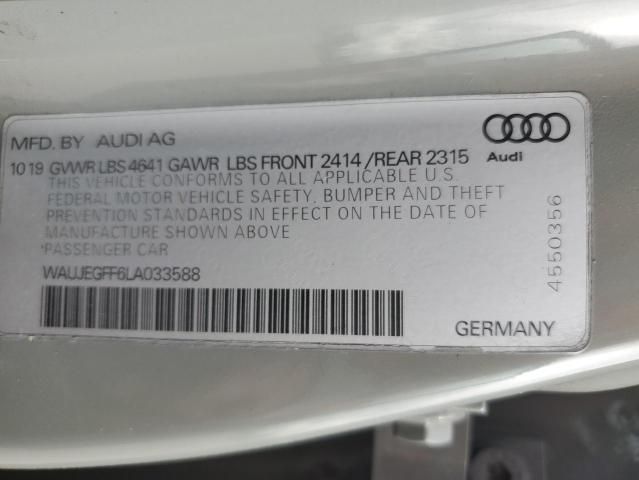 MFD. BY AUDI AG
10 19 GVWR LBS 4641 GAWR LBS FRONT 2414 /REAR 2315
THIS VEHICLE CONFORMS TO ALL APPLICABLE U.S.
FEDERAL MOTOR VEHICLE SAFETY, BUMPER AND THEFT
PREVENTION STANDARDS IN EFFECT ON THE DATE OF
MANUFACTURE SHOWN ABOVE
*PASSENGER CAR
WAUJEGFF6LA033588
Audi
4550356
GERMANY